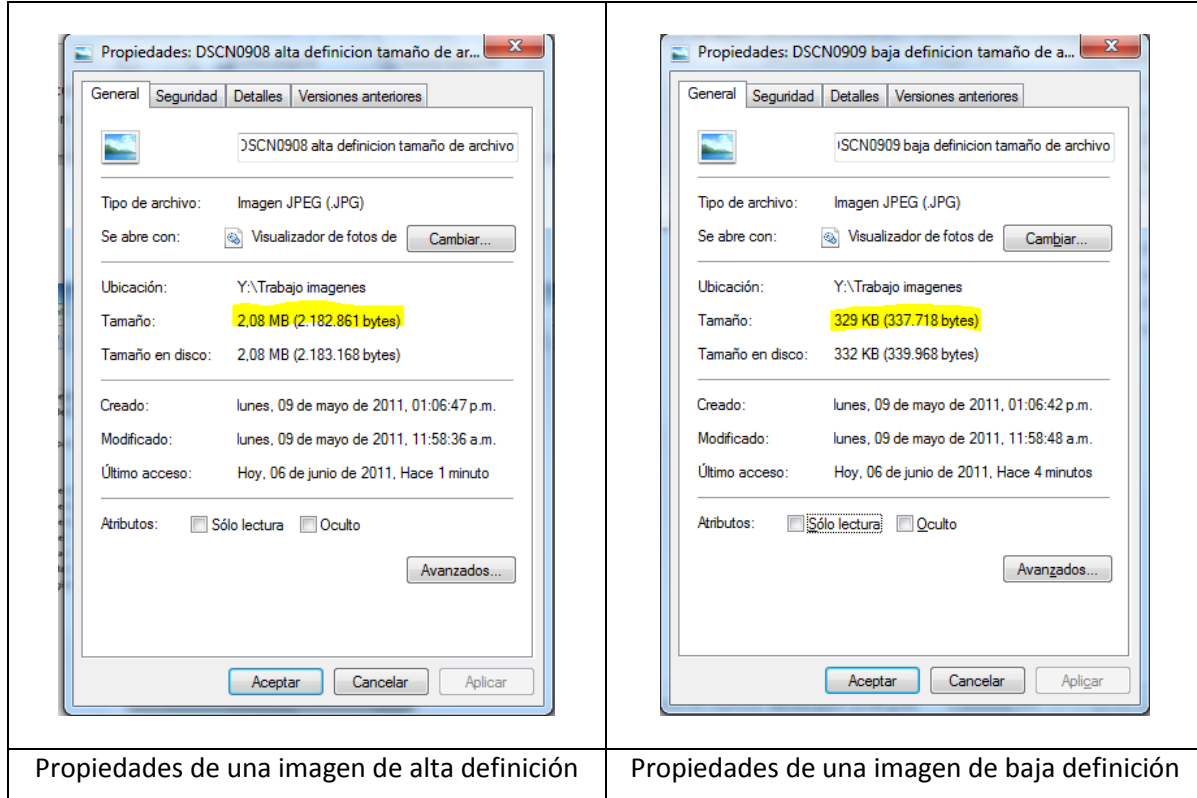 Propiedades: DSCN0908 alta definicion tamaño de ar...
General Seguridad Detalles Versiones anteriores
DSCN0908 alta definicion tamaño de archivo
Tipo de archivo: Imagen JPEG (.JPG)
Se abre con: Visualizador de fotos de Cambiar...
Ubicación: Y:\Trabajo imagenes
Tamaño: 2,08 MB (2.182.861 bytes)
Tamaño en disco: 2,08 MB (2.183.168 bytes)
Creado: lunes, 09 de mayo de 2011, 01:06:47 p.m.
Modificado: lunes, 09 de mayo de 2011, 11:58:36 a.m.
Último acceso: Hoy, 06 de junio de 2011, Hace 1 minuto
Atributos: Sólo lectura Oculto
Avanzados...
Aceptar Cancelar Aplicar
Propiedades de una imagen de alta definición
Propiedades: DSCN0909 baja definicion tamaño de a...
General Seguridad Detalles Versiones anteriores
SCN0909 baja definicion tamaño de archivo
Tipo de archivo: Imagen JPEG (.JPG)
Se abre con: Visualizador de fotos de Cambiar...
Ubicación: Y:\Trabajo imagenes
Tamaño: 329 KB (337.718 bytes)
Tamaño en disco: 332 KB (339.968 bytes)
Creado: lunes, 09 de mayo de 2011, 01:06:42 p.m.
Modificado: lunes, 09 de mayo de 2011, 11:58:48 a.m.
Último acceso: Hoy, 06 de junio de 2011, Hace 4 minutos
Atributos: Sólo lectura Oculto
Avanzados...
Aceptar Cancelar Aplicar
Propiedades de una imagen de baja definición